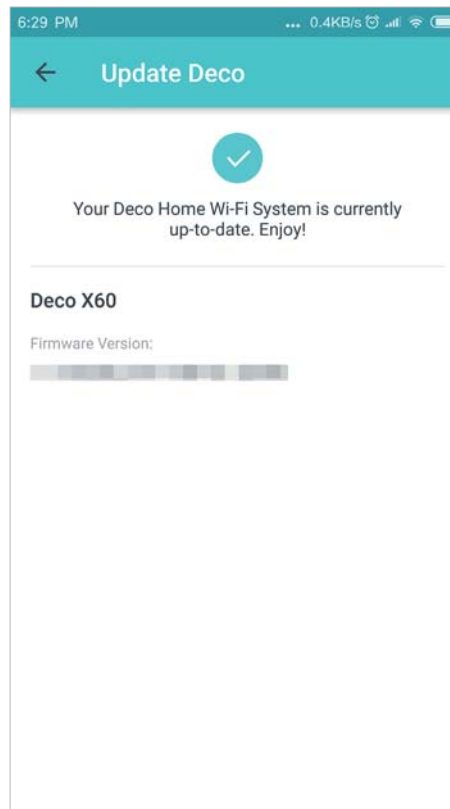 6:29 PM ... 0.4KB/s
Update Deco
Your Deco Home Wi-Fi System is currently
up-to-date. Enjoy!
Deco X60
Firmware Version: